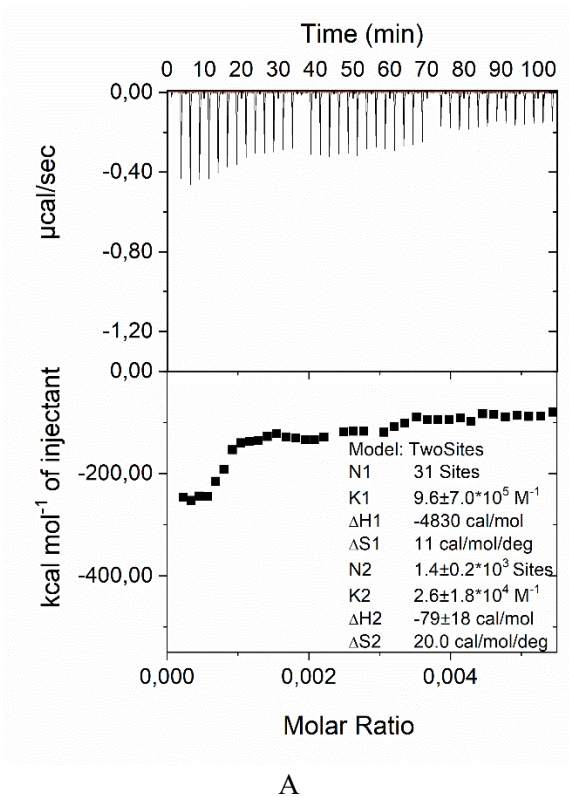 Time (min)
0 10 20 30 40 50 60 70 80 90 100
0,00
-0,40
-0,80
-1,20
µcal/sec
0,00
-200,00
-400,00
kcal mol⁻¹ of injectant
Model: TwoSites
N1 31 Sites
K1 9.6±7.0*10⁵ M⁻¹
ΔH1 -4830 cal/mol
ΔS1 11 cal/mol/deg
N2 1.4±0.2*10³ Sites
K2 2.6±1.8*10⁴ M⁻¹
ΔH2 -79±18 cal/mol
ΔS2 20.0 cal/mol/deg
0,000 0,002 0,004
Molar Ratio
A